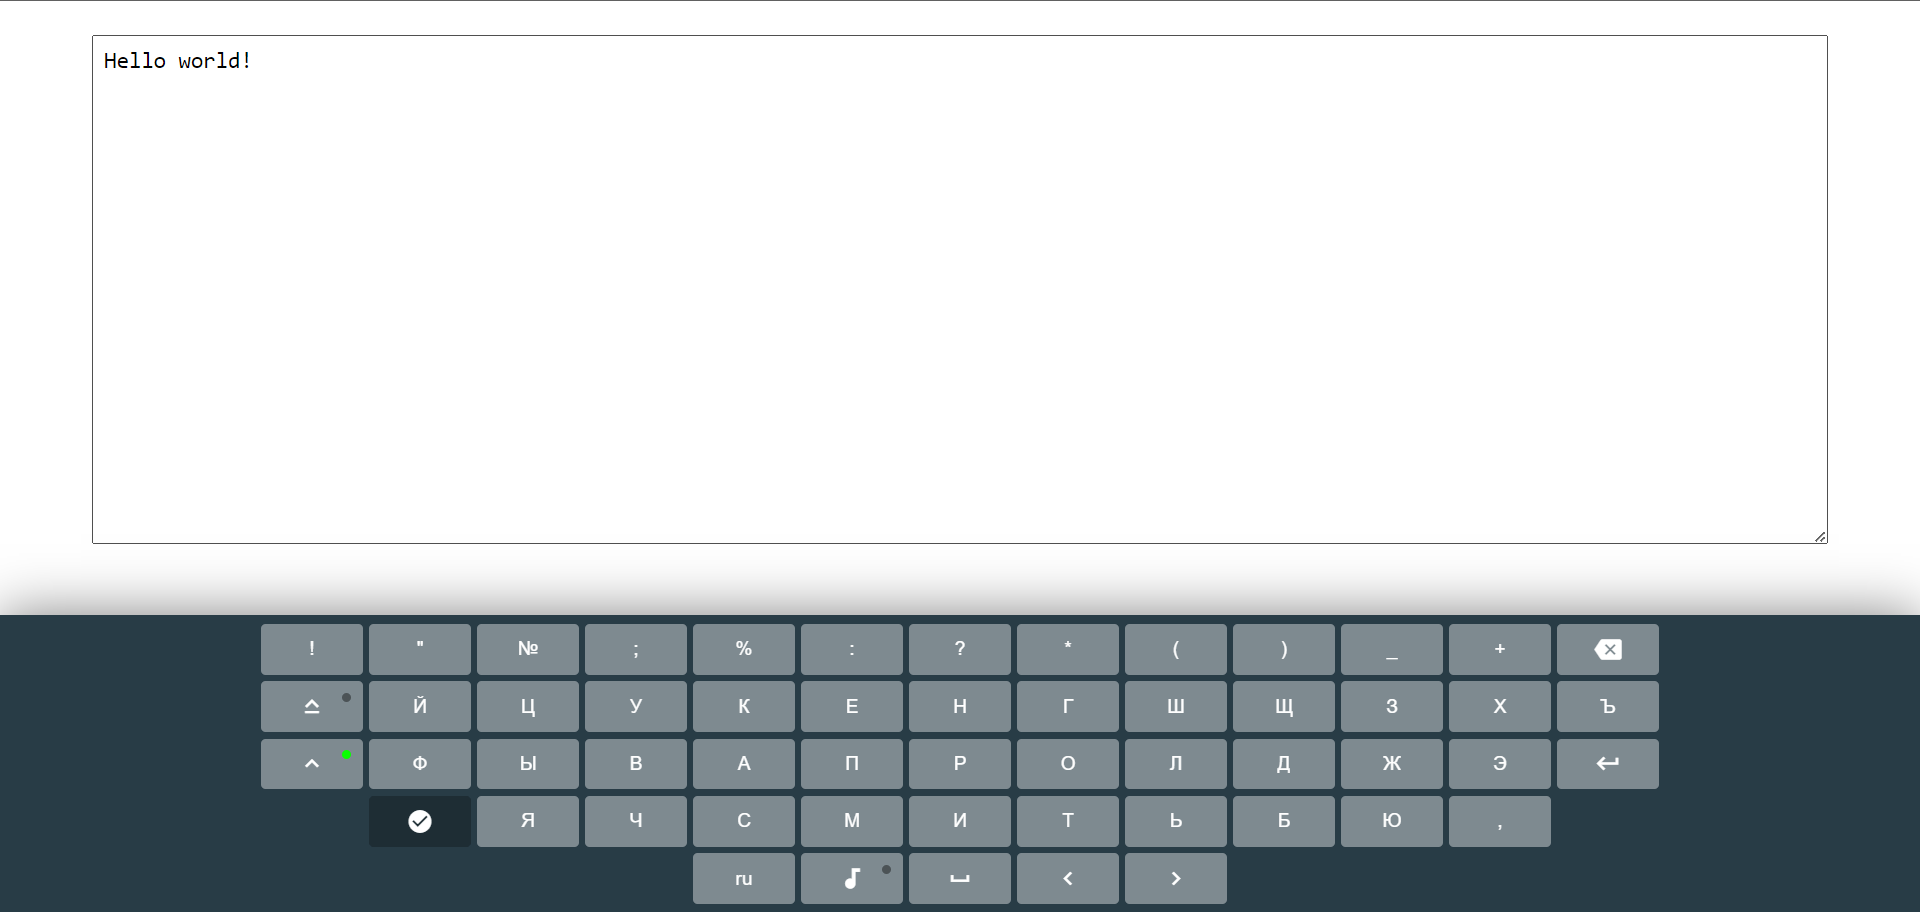 Hello world!
! " № ; % : ? * ( ) _ +
Й Ц У К Е Н Г Ш Щ З Х Ъ
Ф Ы В А П Р О Л Д Ж Э
Я Ч С М И Т Ь Б Ю ,
ru